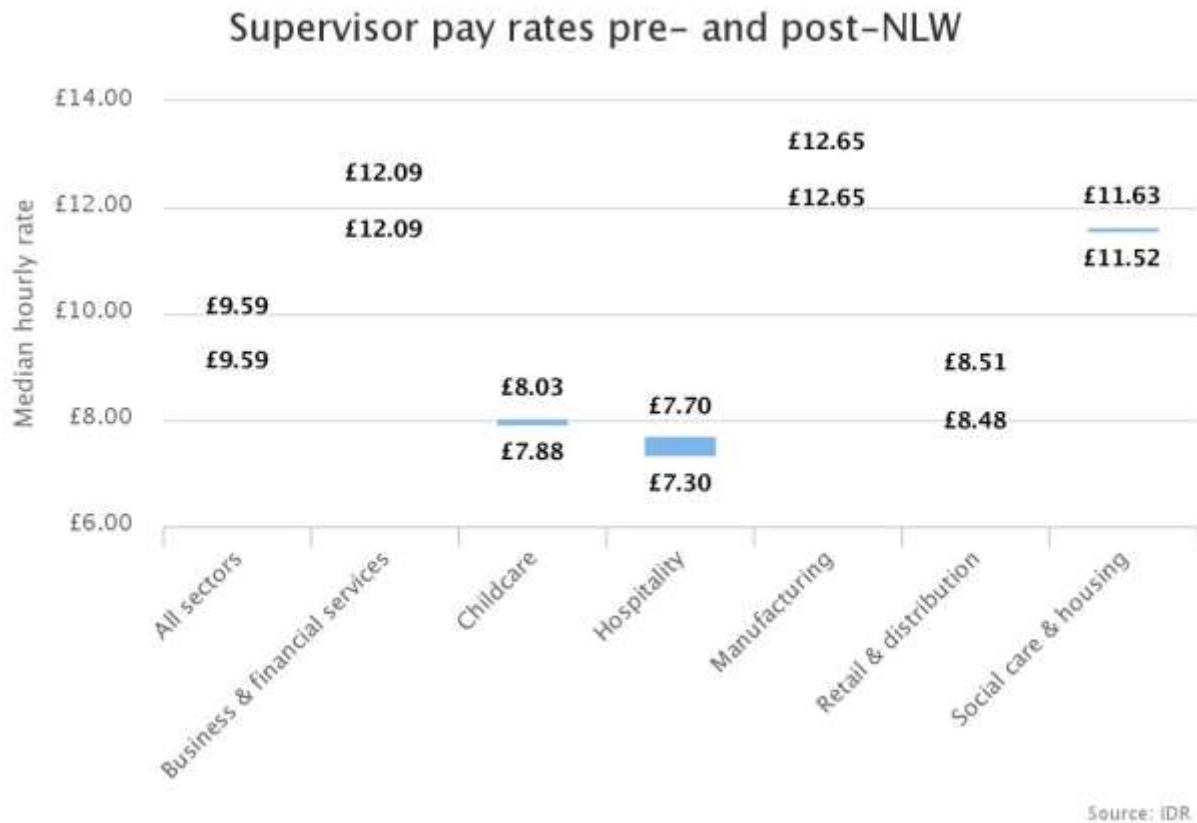 Supervisor pay rates pre- and post-NLW
Median hourly rate
£14.00
£12.00
£10.00
£8.00
£6.00
£9.59
£9.59
£12.09
£12.09
£8.03
£7.88
£7.70
£7.30
£12.65
£12.65
£8.51
£8.48
£11.63
£11.52
All sectors
Business & financial services
Childcare
Hospitality
Manufacturing
Retail & distribution
Social care & housing
Source: IDR